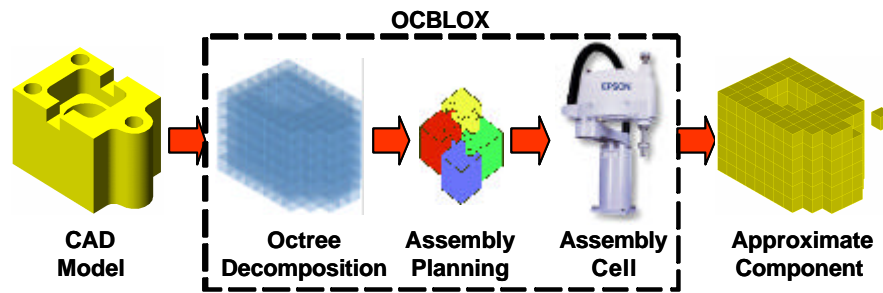 OCBLOX
EPSON
CAD
Model
Octree
Decomposition
Assembly
Planning
Assembly
Cell
Approximate
Component